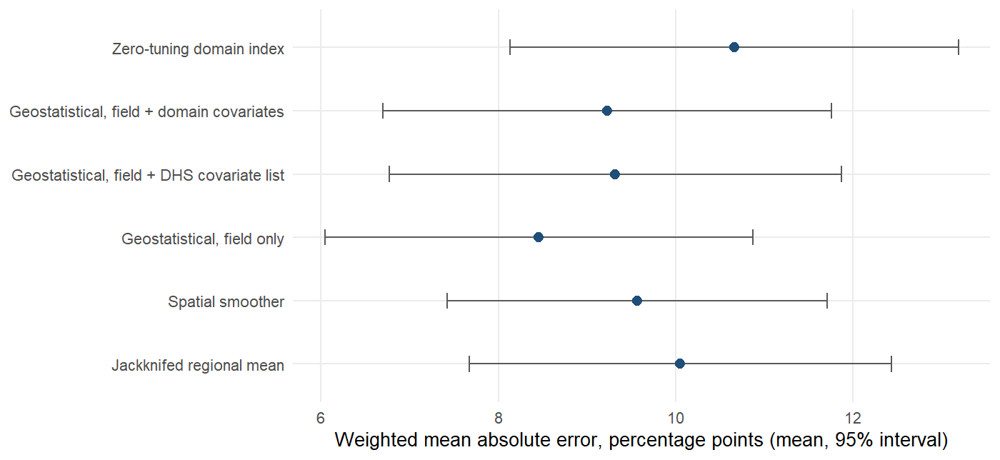 Zero-tuning domain index
Geostatistical, field + domain covariates
Geostatistical, field + DHS covariate list
Geostatistical, field only
Spatial smoother
Jackknifed regional mean
6 8 10 12
Weighted mean absolute error, percentage points (mean, 95% interval)